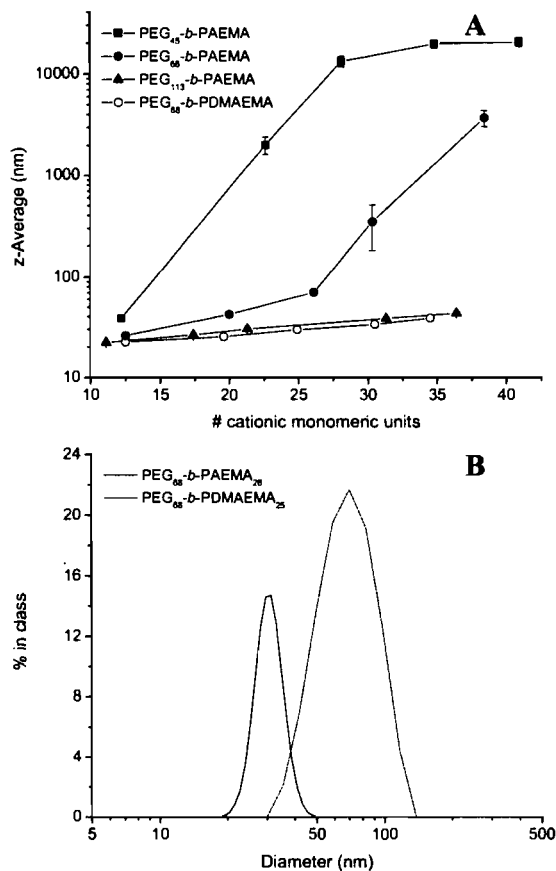 A
PEG45-b-PAEMA
PEG68-b-PAEMA
PEG113-b-PAEMA
PEG68-b-PDMAEMA
10000
1000
100
10
z-Average (nm)
10 15 20 25 30 35 40
# cationic monomeric units
B
PEG68-b-PAEMA26
PEG68-b-PDMAEMA25
24
20
16
12
8
4
0
% in class
5 10 50 100 500
Diameter (nm)